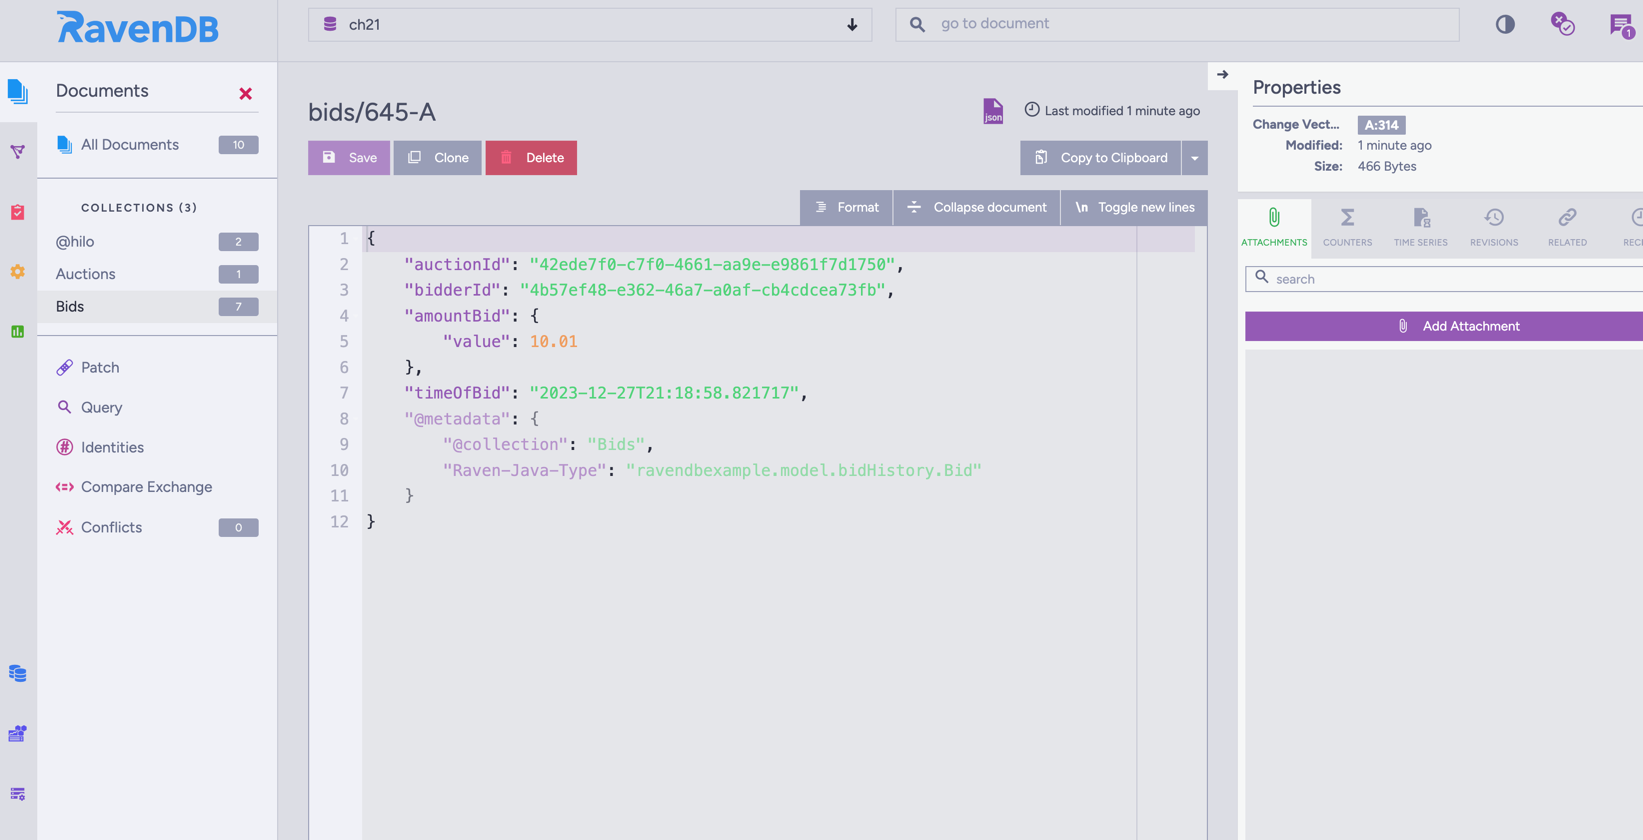 RavenDB
ch21
go to document
1
Documents
All Documents 10
COLLECTIONS (3)
@hilo 2
Auctions 1
Bids 7
Patch
Query
Identities
Compare Exchange
Conflicts 0
bids/645-A
json
Last modified 1 minute ago
Save
Clone
Delete
Copy to Clipboard
Format
Collapse document
\n Toggle new lines
1 {
2 "auctionId": "42ede7f0-c7f0-4661-aa9e-e9861f7d1750",
3 "bidderId": "4b57ef48-e362-46a7-a0af-cb4cdcea73fb",
4 "amountBid": {
5 "value": 10.01
6 },
7 "timeOfBid": "2023-12-27T21:18:58.821717",
8 "@metadata": {
9 "@collection": "Bids",
10 "Raven-Java-Type": "ravendbexample.model.bidHistory.Bid"
11 }
12 }
Properties
Change Vect... A:314
Modified: 1 minute ago
Size: 466 Bytes
ATTACHMENTS
COUNTERS
TIME SERIES
REVISIONS
RELATED
REC
search
Add Attachment